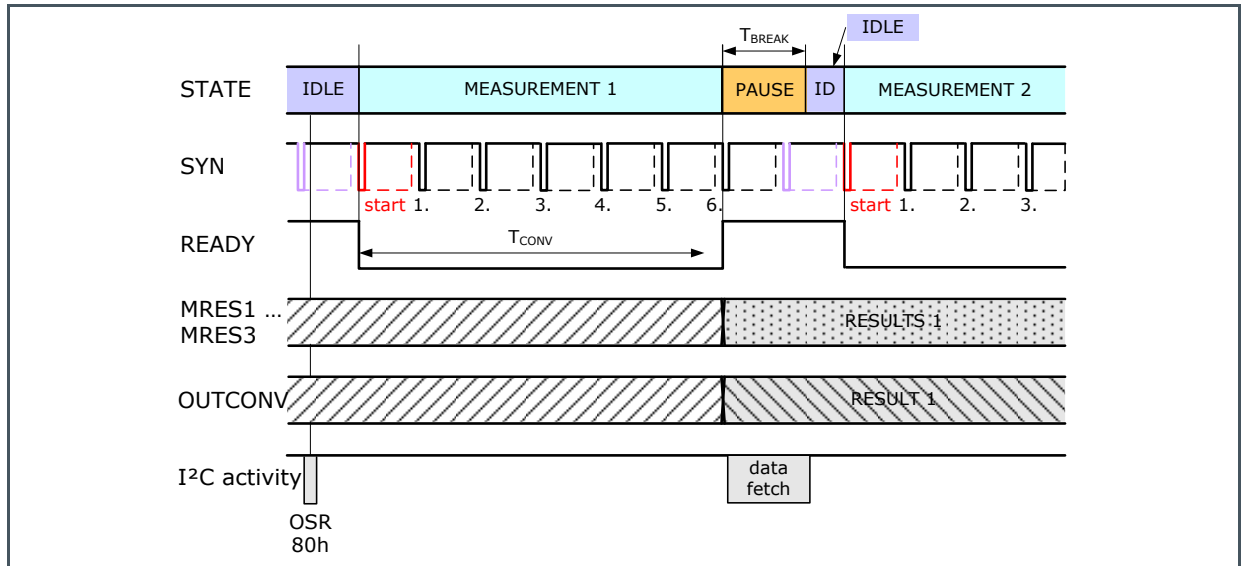 IDLE
T_BREAK
STATE IDLE MEASUREMENT 1 PAUSE ID MEASUREMENT 2
SYN
start 1. 2. 3. 4. 5. 6. start 1. 2. 3.
READY T_CONV
MRES1 ...
MRES3
RESULTS 1
OUTCONV RESULT 1
I²C activity
data
fetch
OSR
80h